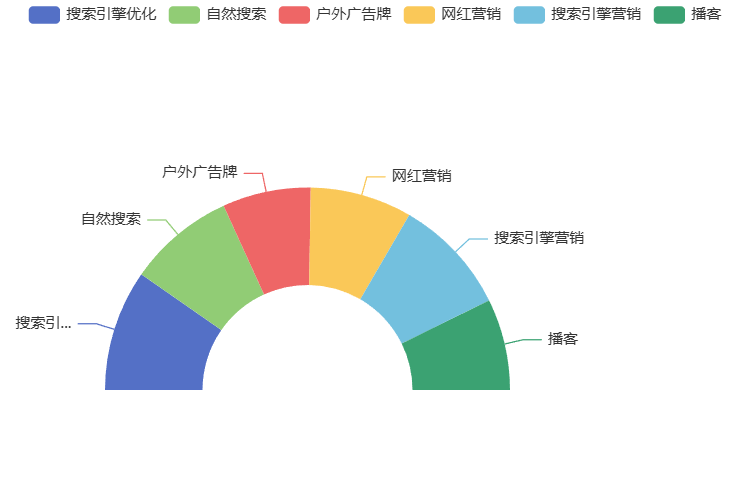 搜索引擎优化 自然搜索 户外广告牌 网红营销 搜索引擎营销 播客
户外广告牌
网红营销
自然搜索
搜索引擎营销
搜索引...
播客